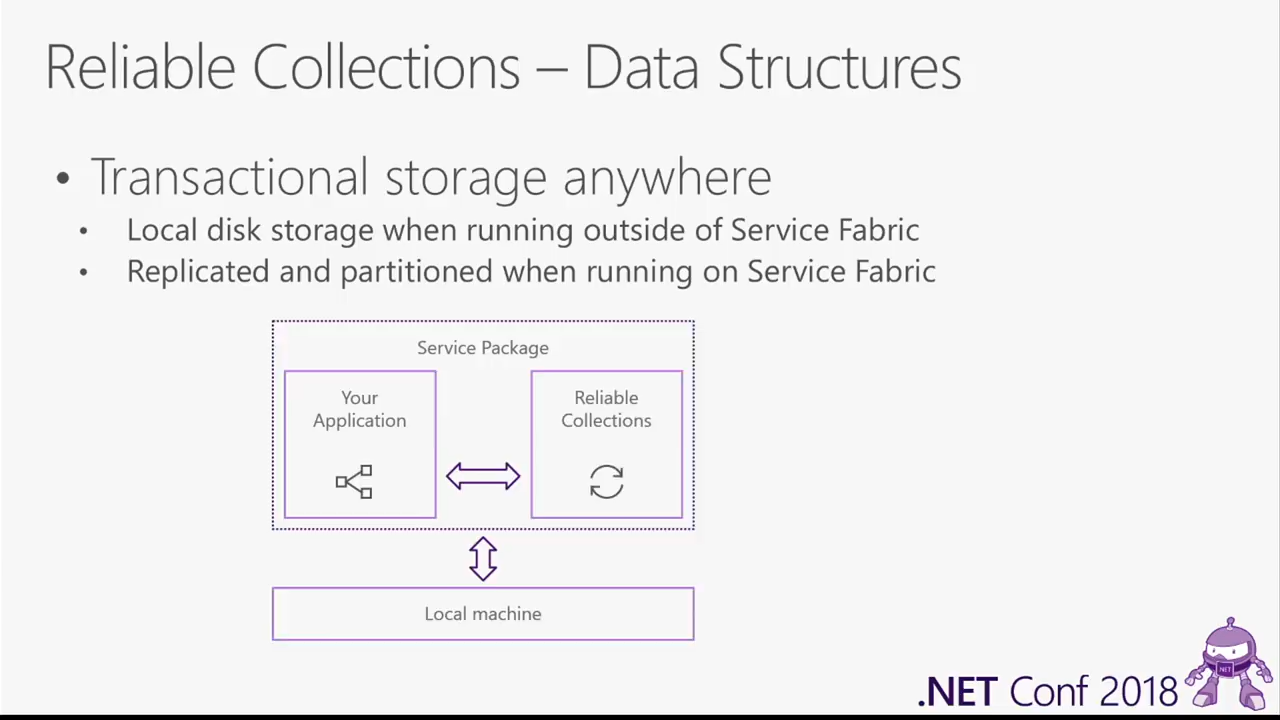 Reliable Collections – Data Structures
• Transactional storage anywhere
• Local disk storage when running outside of Service Fabric
• Replicated and partitioned when running on Service Fabric
Service Package
Your
Application
Reliable
Collections
Local machine
.NET Conf 2018
.NET